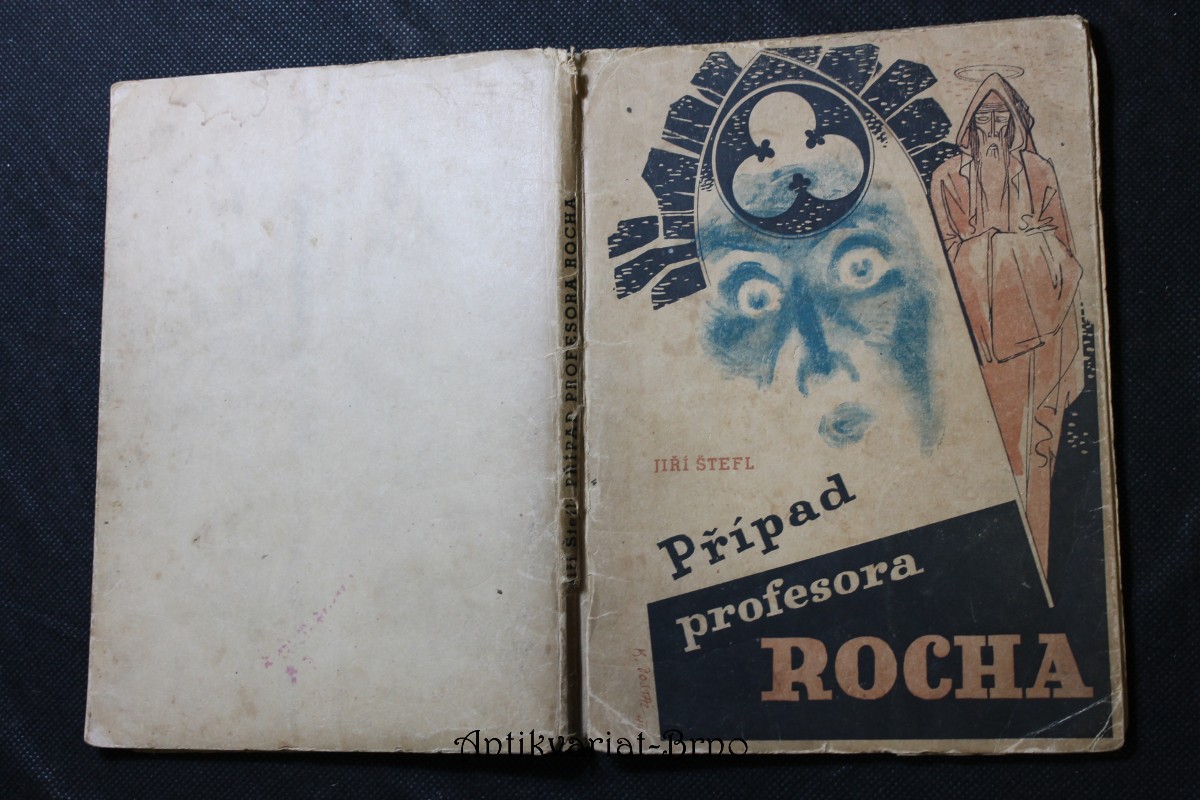 Jiří Štefl PŘÍPAD PROFESORA ROCHA
JIŘÍ ŠTEFL
Případ
profesora
ROCHA
Antikvariat-Brno